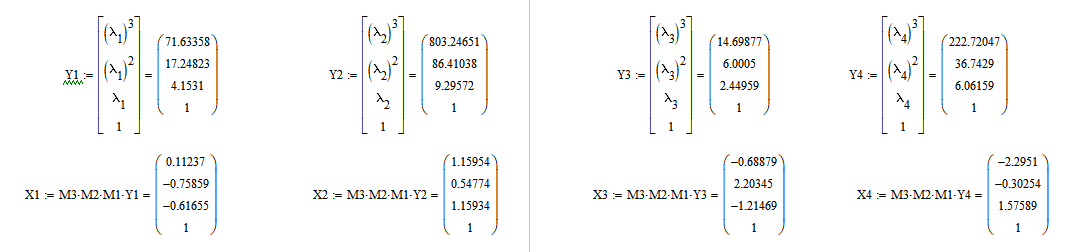 Y1 := [(λ₁)³ (λ₁)² λ₁ 1] = (71.63358 17.24823 4.1531 1)
Y2 := [(λ₂)³ (λ₂)² λ₂ 1] = (803.24651 86.41038 9.29572 1)
Y3 := [(λ₃)³ (λ₃)² λ₃ 1] = (14.69877 6.0005 2.44959 1)
Y4 := [(λ₄)³ (λ₄)² λ₄ 1] = (222.72047 36.7429 6.06159 1)
X1 := M3·M2·M1·Y1 = (0.11237 −0.75859 −0.61655 1)
X2 := M3·M2·M1·Y2 = (1.15954 0.54774 1.15934 1)
X3 := M3·M2·M1·Y3 = (−0.68879 2.20345 −1.21469 1)
X4 := M3·M2·M1·Y4 = (−2.2951 −0.30254 1.57589 1)